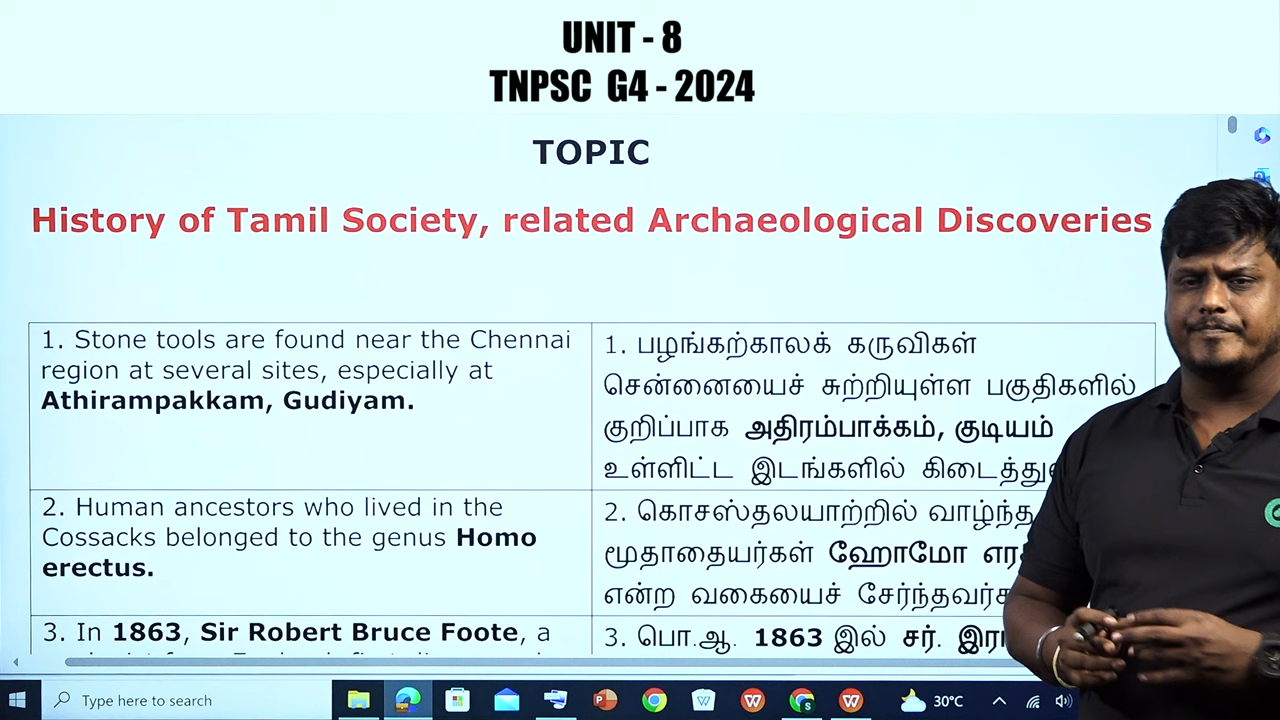 UNIT - 8
TNPSC G4 - 2024
TOPIC
History of Tamil Society, related Archaeological Discoveries
1. Stone tools are found near the Chennai
region at several sites, especially at
Athirampakkam, Gudiyam.
1. பழங்கற்காலக் கருவிகள்
சென்னையைச் சுற்றியுள்ள பகுதிகளில்
குறிப்பாக அதிரம்பாக்கம், குடியம்
உள்ளிட்ட இடங்களில்
2. Human ancestors who lived in the
Cossacks belonged to the genus Homo
erectus.
2. கொசஸ்தலயாற்றில் வாழ்ந்த
மூதாதையர்கள் ஹோமோ
என்ற வகையைச்
3. In 1863, Sir Robert Bruce Foote, a
3. பொ.ஆ. 1863 இல் சர்.
Type here to search
30°C